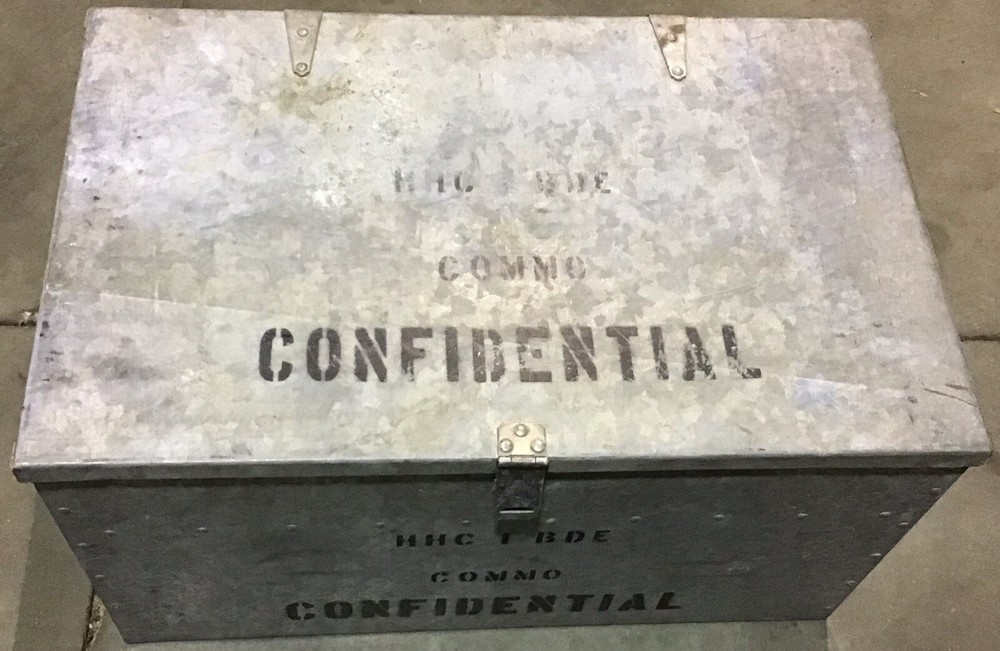 HHC 1 BDE
COMMO
CONFIDENTIAL
HHC 1 BDE
COMMO
CONFIDENTIAL